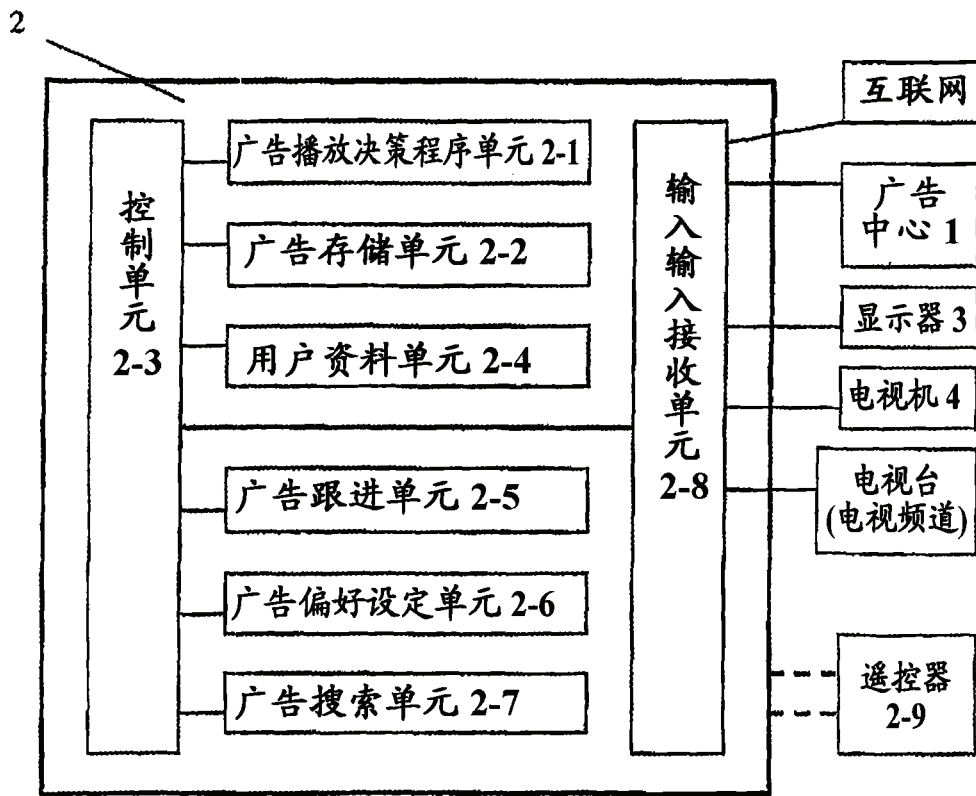 2
控制单元
2-3
广告播放决策程序单元 2-1
广告存储单元 2-2
用户资料单元 2-4
广告跟进单元 2-5
广告偏好设定单元 2-6
广告搜索单元 2-7
输入输入接收单元
2-8
互联网
广告
中心 1
显示器 3
电视机 4
电视台
(电视频道)
遥控器
2-9